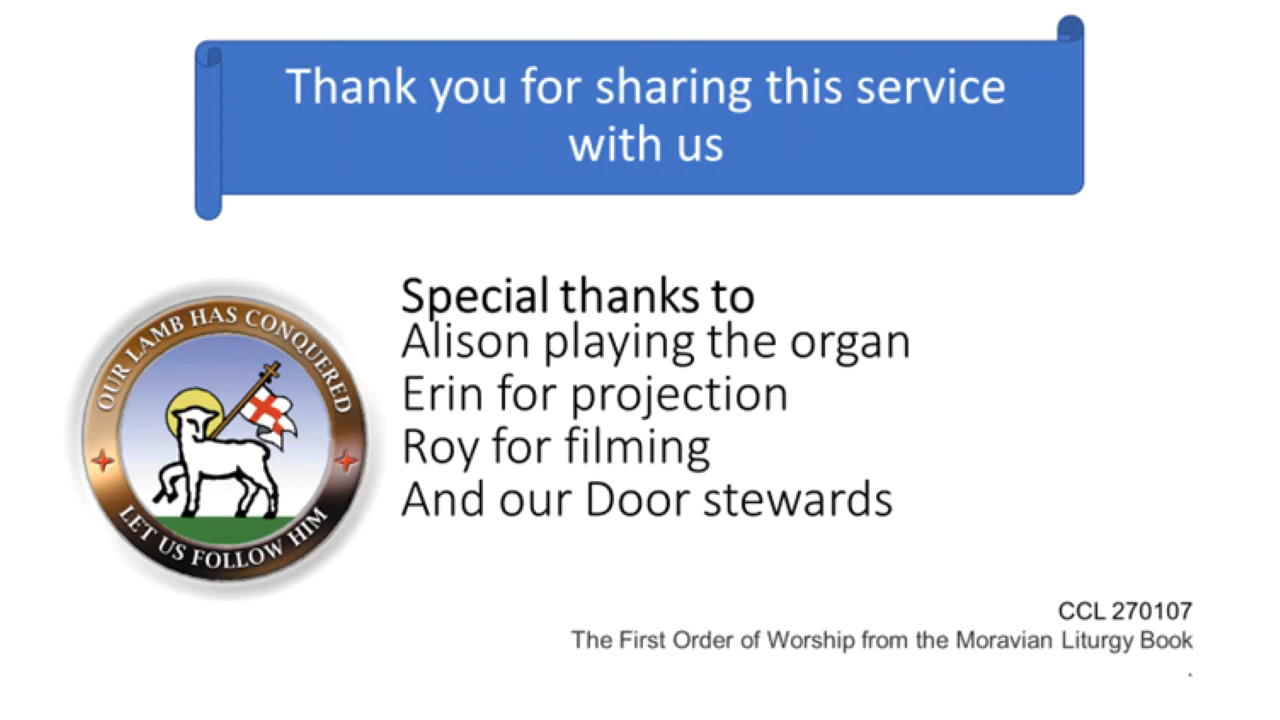 Thank you for sharing this service
with us
OUR LAMB HAS CONQUERED
LET US FOLLOW HIM
Special thanks to
Alison playing the organ
Erin for projection
Roy for filming
And our Door stewards
CCL 270107
The First Order of Worship from the Moravian Liturgy Book
.